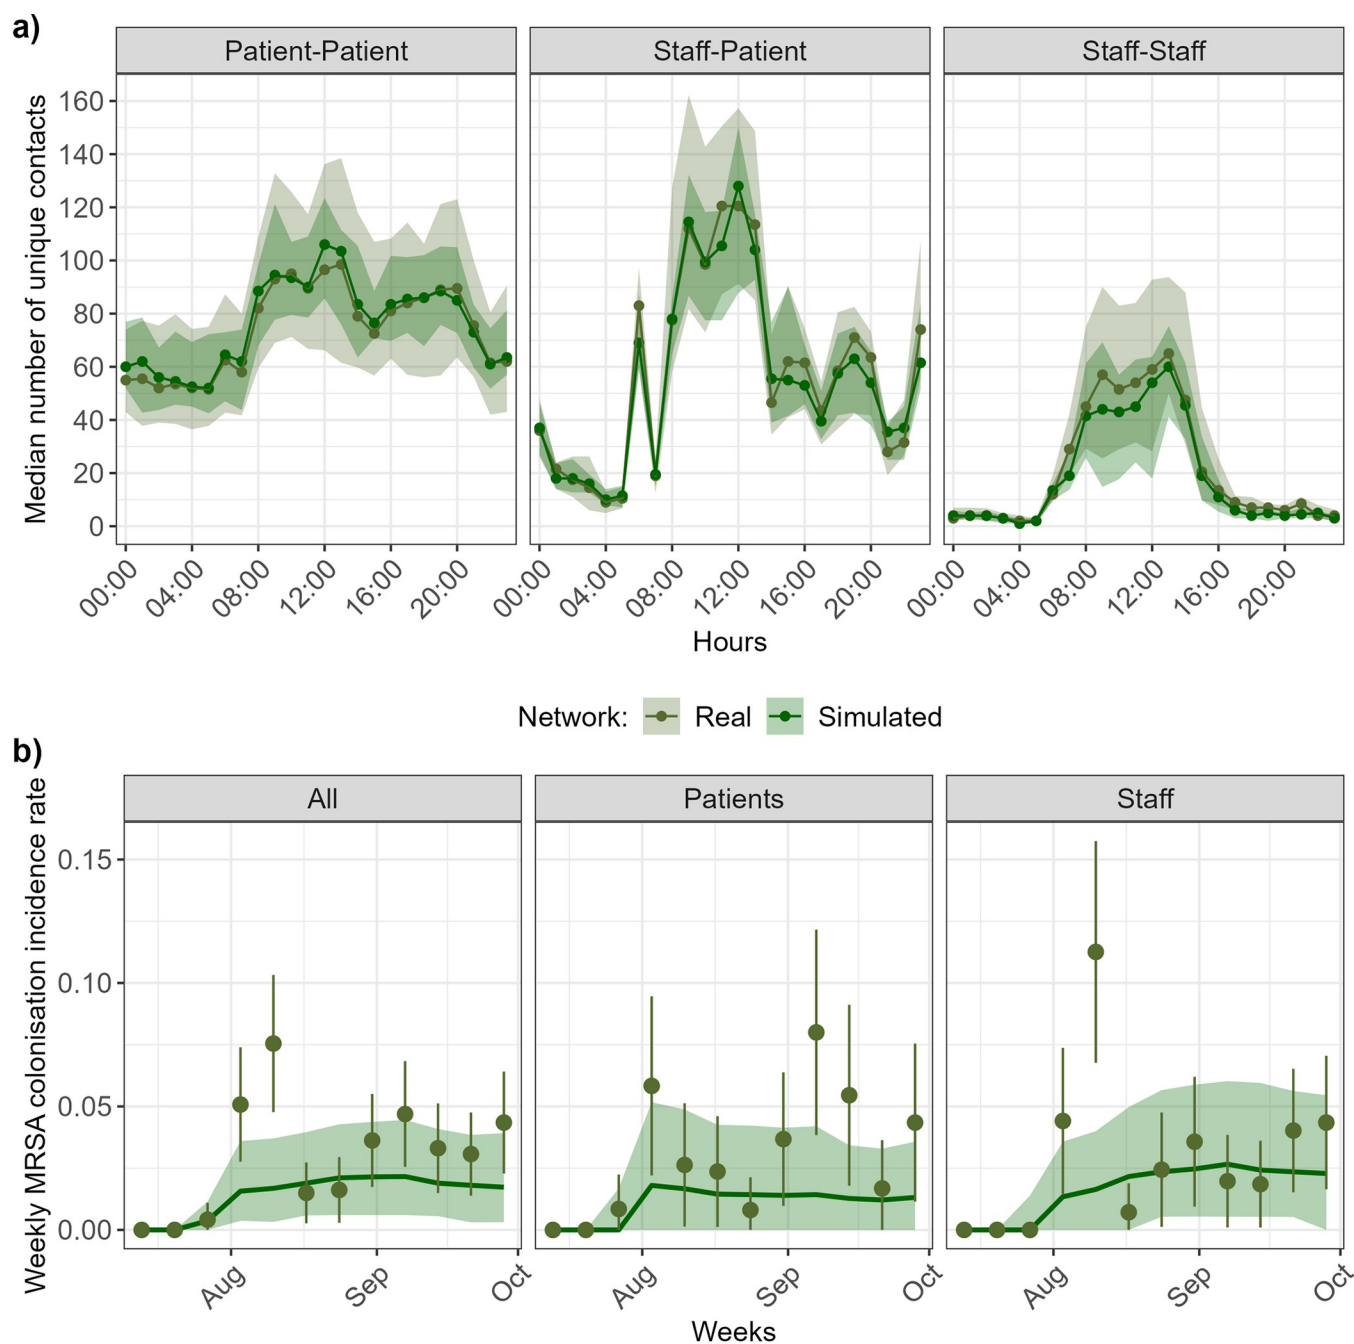 a)
Patient-Patient
Staff-Patient
Staff-Staff
Median number of unique contacts
160
140
120
100
80
60
40
20
0
00:00 04:00 08:00 12:00 16:00 20:00
00:00 04:00 08:00 12:00 16:00 20:00
00:00 04:00 08:00 12:00 16:00 20:00
Hours
Network: Real Simulated
b)
All
Patients
Staff
Weekly MRSA colonisation incidence rate
0.15
0.10
0.05
0.00
Aug Sep Oct
Aug Sep Oct
Aug Sep Oct
Weeks